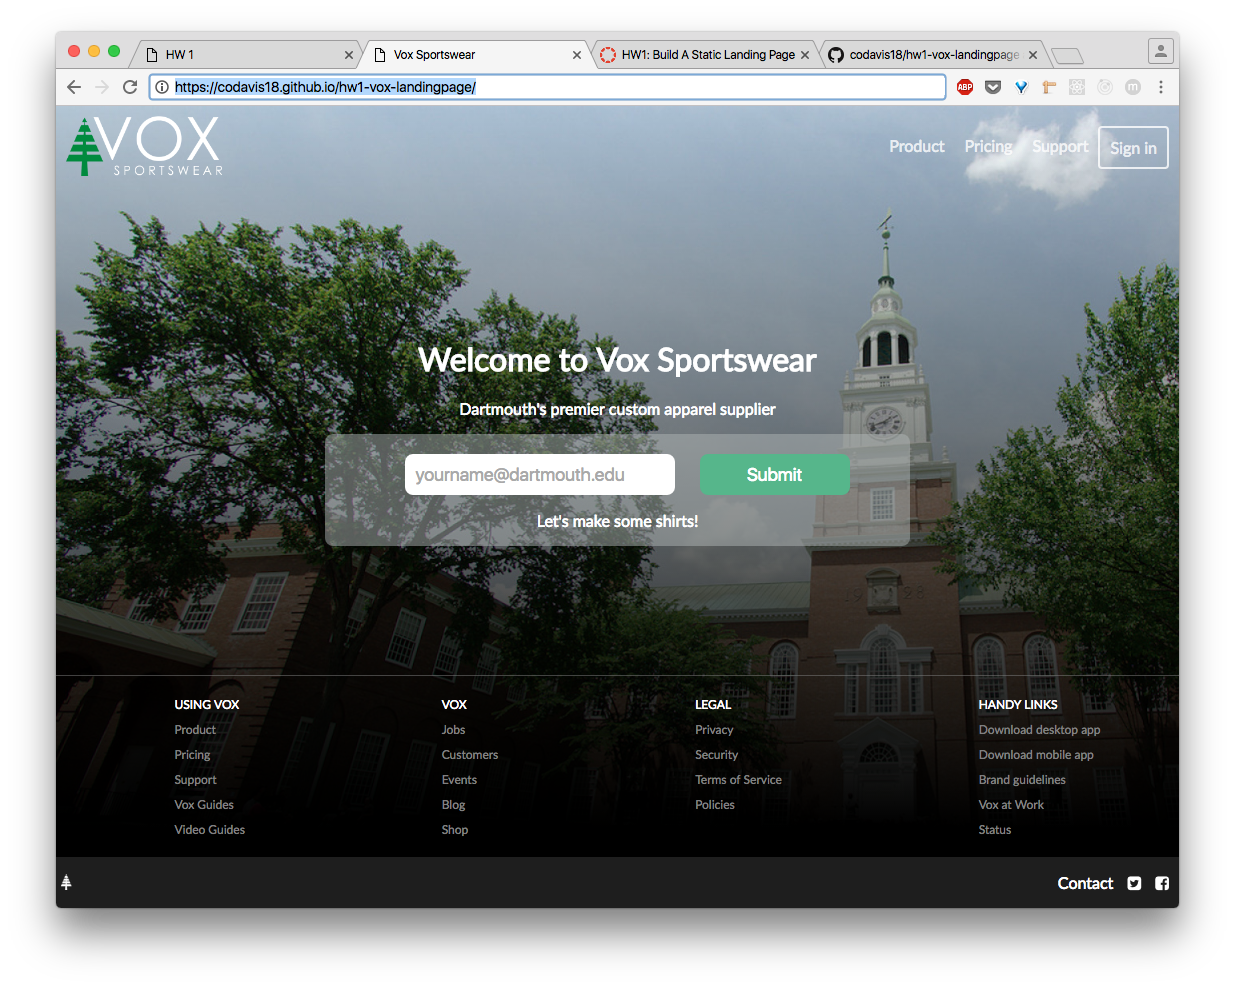 HW 1
Vox Sportswear
HW1: Build A Static Landing Page
codavis18/hw1-vox-landingpage
https://codavis18.github.io/hw1-vox-landingpage/
ABP
m
VOX
SPORTSWEAR
Product Pricing Support Sign in
Welcome to Vox Sportswear
Dartmouth's premier custom apparel supplier
yourname@dartmouth.edu Submit
Let's make some shirts!
1928
USING VOX
Product
Pricing
Support
Vox Guides
Video Guides
VOX
Jobs
Customers
Events
Blog
Shop
LEGAL
Privacy
Security
Terms of Service
Policies
HANDY LINKS
Download desktop app
Download mobile app
Brand guidelines
Vox at Work
Status
Contact